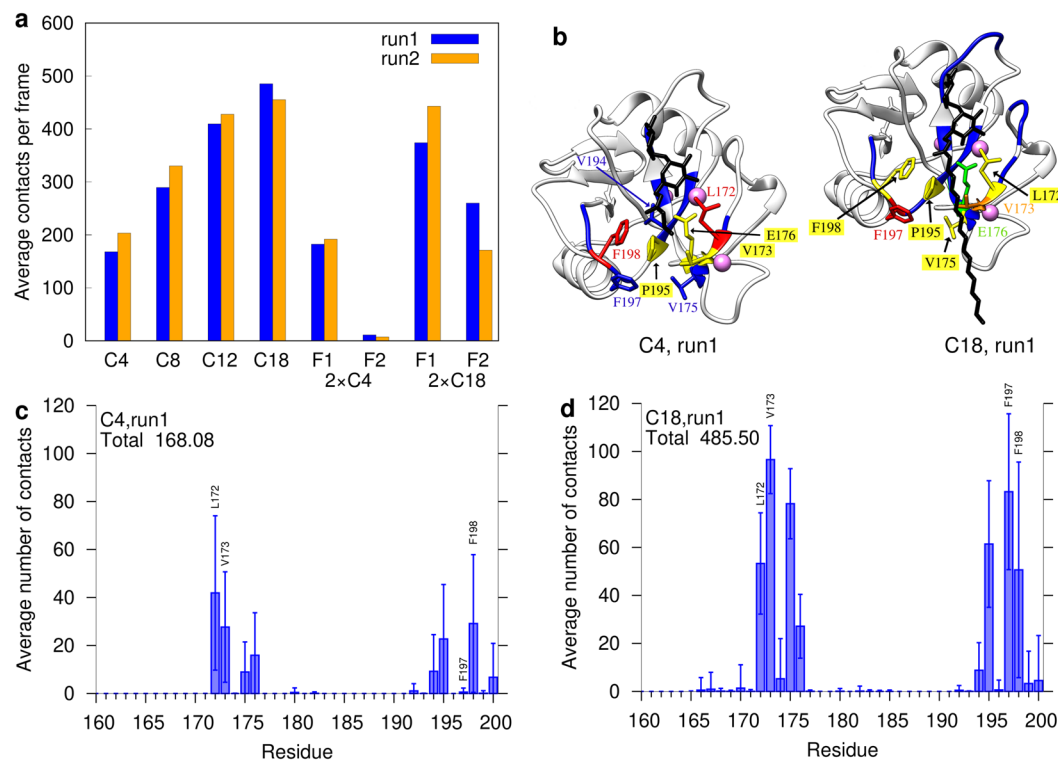 a
600
500
400
300
200
100
0
Average contacts per frame
run1
run2
C4 C8 C12 C18 F1 F2 F1 F2
2×C4 2×C18
b
V194
L172
E176
V173
F198
P195
F197
V175
C4, run1
L172
V173
F198
F197
P195
E176
V175
C18, run1
c
120
100
80
60
40
20
0
Average number of contacts
C4,run1
Total 168.08
L172
V173
F197
F198
160 165 170 175 180 185 190 195 200
Residue
d
120
100
80
60
40
20
0
Average number of contacts
C18,run1
Total 485.50
L172
V173
F197
F198
160 165 170 175 180 185 190 195 200
Residue